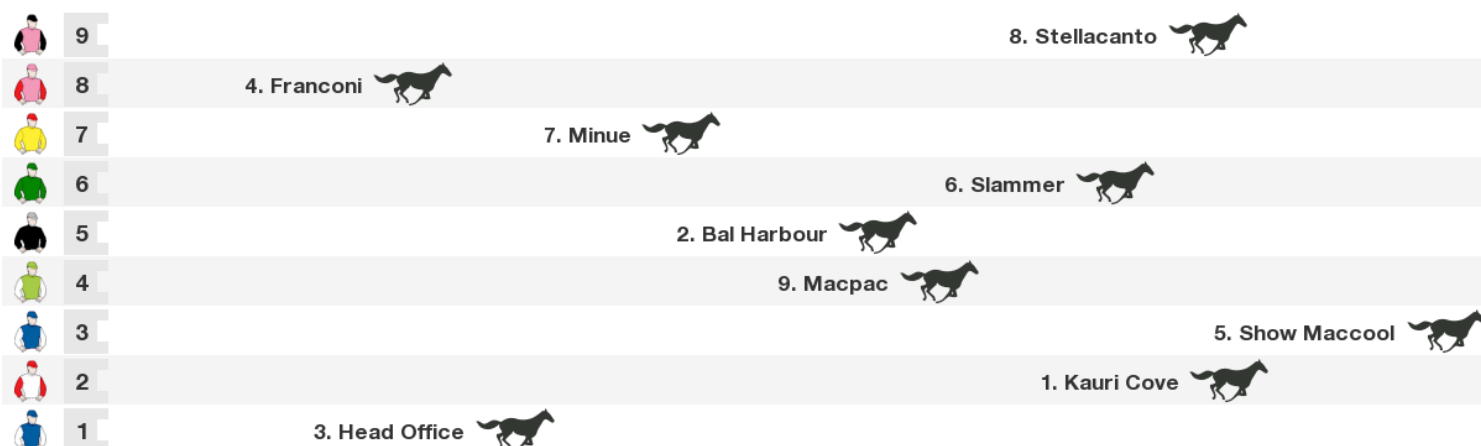 9 8. Stellacanto
8 4. Franconi
7 7. Minue
6 6. Slammer
5 2. Bal Harbour
4 9. Macpac
3 5. Show Maccool
2 1. Kauri Cove
1 3. Head Office